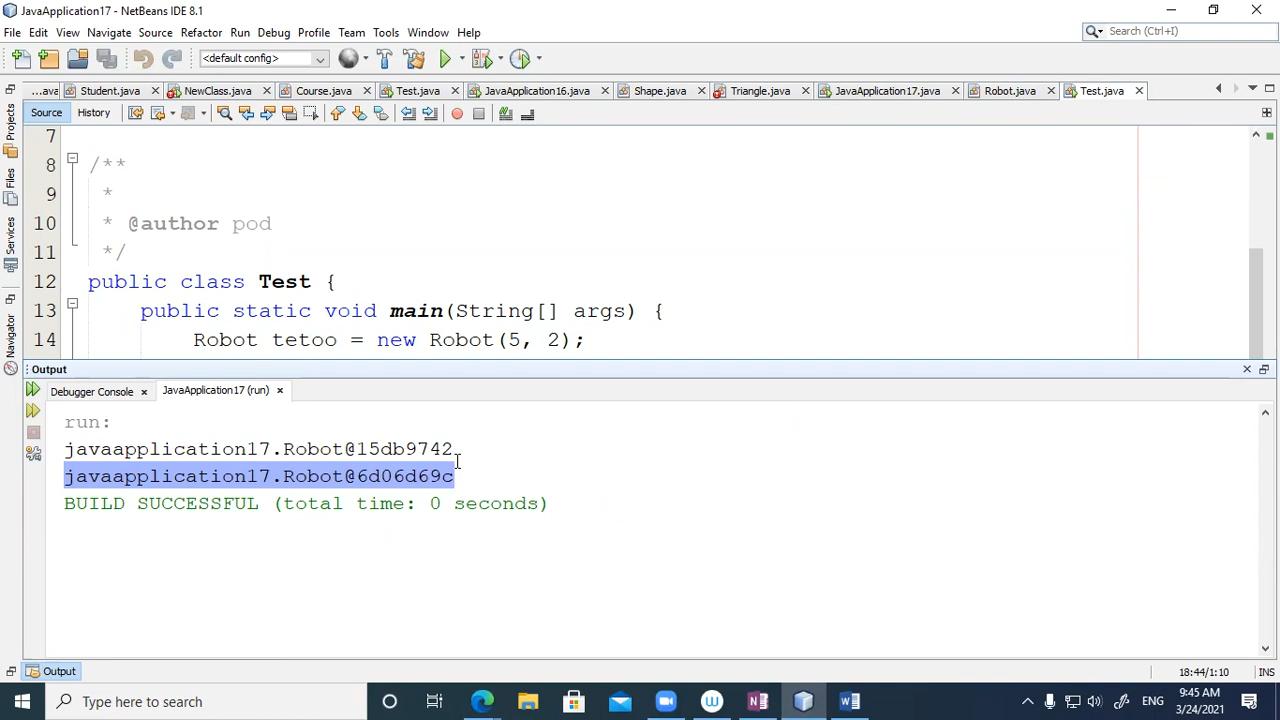 JavaApplication17 - NetBeans IDE 8.1
File Edit View Navigate Source Refactor Run Debug Profile Team Tools Window Help
Search (Ctrl+I)
<default config>
...ava Student.java NewClass.java Course.java Test.java JavaApplication16.java Shape.java Triangle.java JavaApplication17.java Robot.java Test.java
Source History
Projects
Files
Services
Navigator
7
8 /**
9 *
10 * @author pod
11 */
12 public class Test {
13 public static void main(String[] args) {
14 Robot tetoo = new Robot(5, 2);
Output
Debugger Console JavaApplication17 (run)
run:
javaapplication17.Robot@15db9742
javaapplication17.Robot@6d06d69c
BUILD SUCCESSFUL (total time: 0 seconds)
Output
18:44/1:10 INS
Type here to search
ENG
9:45 AM
3/24/2021